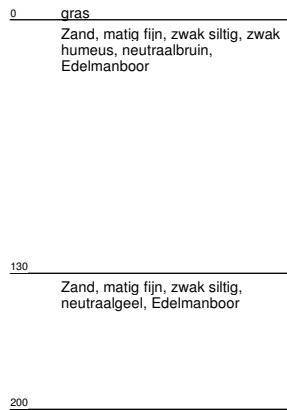 0 gras
Zand, matig fijn, zwak siltig, zwak
humeus, neutraalbruin,
Edelmanboor
130
Zand, matig fijn, zwak siltig,
neutraalgeel, Edelmanboor
200